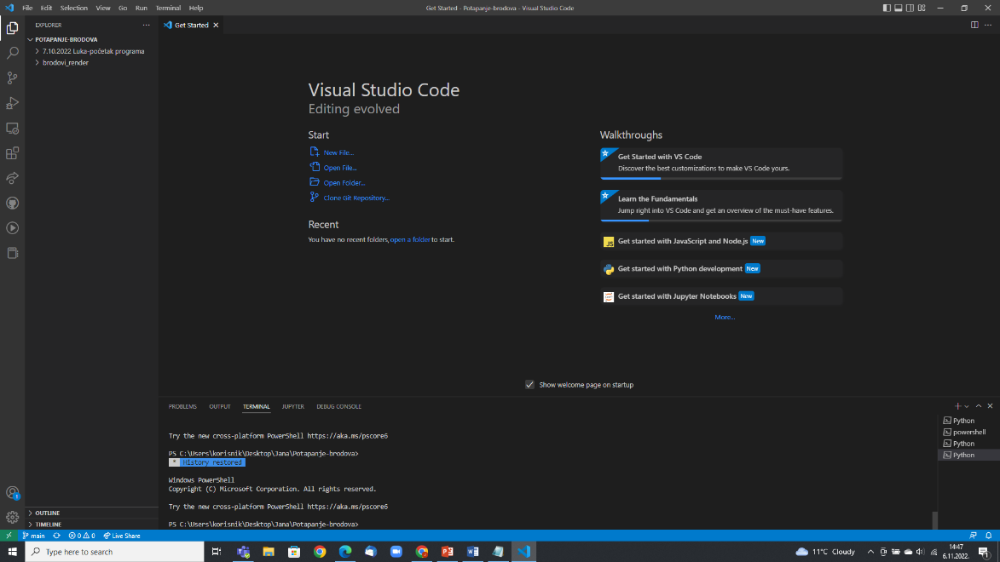 File Edit Selection View Go Run Terminal Help
Get Started - Potapanje-brodova - Visual Studio Code
EXPLORER
POTAPANJE-BRODOVA
7.10.2022 Luka-početak programa
brodovi_render
Get Started
Visual Studio Code
Editing evolved
Start
New File...
Open File...
Open Folder...
Clone Git Repository...
Recent
You have no recent folders, open a folder to start.
Walkthroughs
Get Started with VS Code
Discover the best customizations to make VS Code yours.
Learn the Fundamentals
Jump right into VS Code and get an overview of the must-have features.
JS Get started with JavaScript and Node.js New
Get started with Python development New
Get started with Jupyter Notebooks New
More...
Show welcome page on startup
PROBLEMS OUTPUT TERMINAL JUPYTER DEBUG CONSOLE
Try the new cross-platform PowerShell https://aka.ms/pscore6
PS C:\Users\korisnik\Desktop\Jana\Potapanje-brodova>
* History restored
Windows PowerShell
Copyright (C) Microsoft Corporation. All rights reserved.
Try the new cross-platform PowerShell https://aka.ms/pscore6
PS C:\Users\korisnik\Desktop\Jana\Potapanje-brodova>
Python
powershell
Python
Python
1
OUTLINE
TIMELINE
main 0 0 Live Share
Type here to search
11°C Cloudy
14:47
6.11.2022.
1